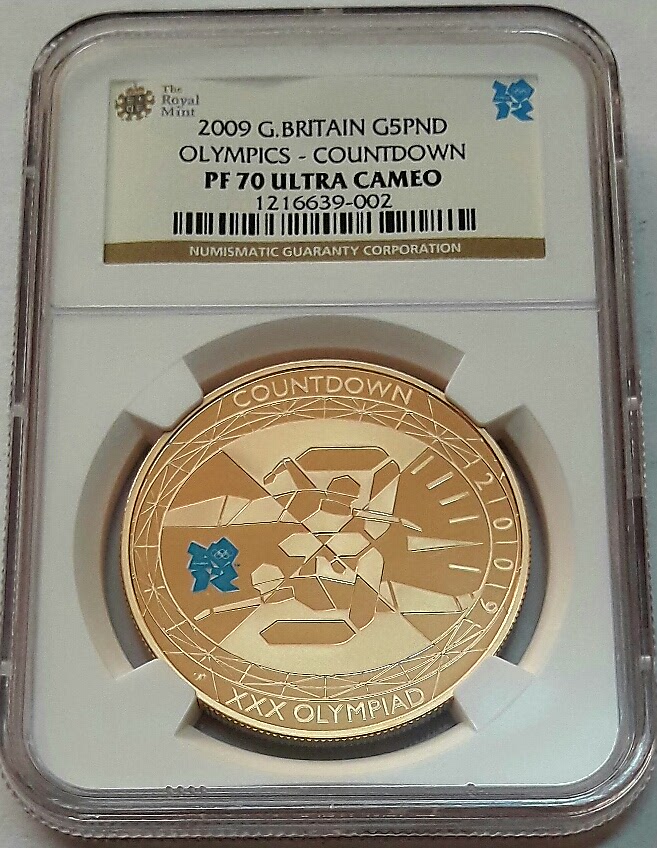 The
Royal
Mint
2009 G.BRITAIN G5PND
OLYMPICS - COUNTDOWN
PF 70 ULTRA CAMEO
1216639-002
NUMISMATIC GUARANTY CORPORATION
COUNTDOWN
2009
XXX OLYMPIAD